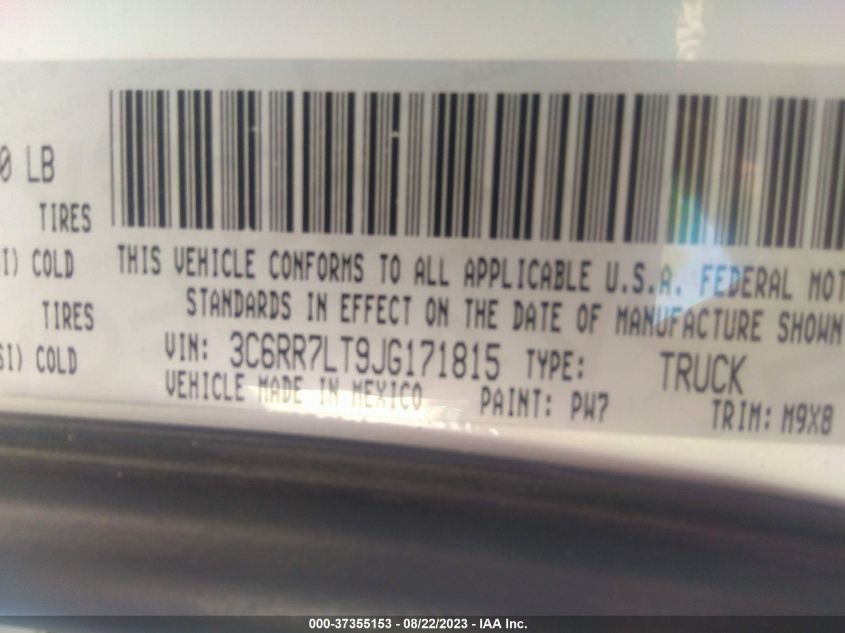 0 LB
TIRES
SI) COLD
TIRES
SI) COLD
THIS VEHICLE CONFORMS TO ALL APPLICABLE U.S.A. FEDERAL MOT
STANDARDS IN EFFECT ON THE DATE OF MANUFACTURE SHOWN
VIN: 3C6RR7LT9JG171815 TYPE: TRUCK
VEHICLE MADE IN MEXICO PAINT: PW7 TRIM: M9X8
000-37355153 - 08/22/2023 - IAA Inc.